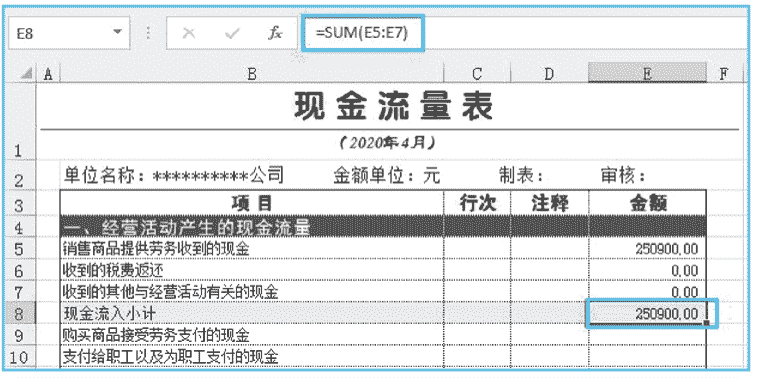 E8 fx =SUM(E5:E7)
A B C D E F
现金流量表
1 (2020年4月)
2 单位名称：**********公司 金额单位：元 制表： 审核：
3 项目 行次 注释 金额
4 一、经营活动产生的现金流量
5 销售商品提供劳务收到的现金 250900.00
6 收到的税费返还 0.00
7 收到的其他与经营活动有关的现金 0.00
8 现金流入小计 250900.00
9 购买商品接受劳务支付的现金
10 支付给职工以及为职工支付的现金